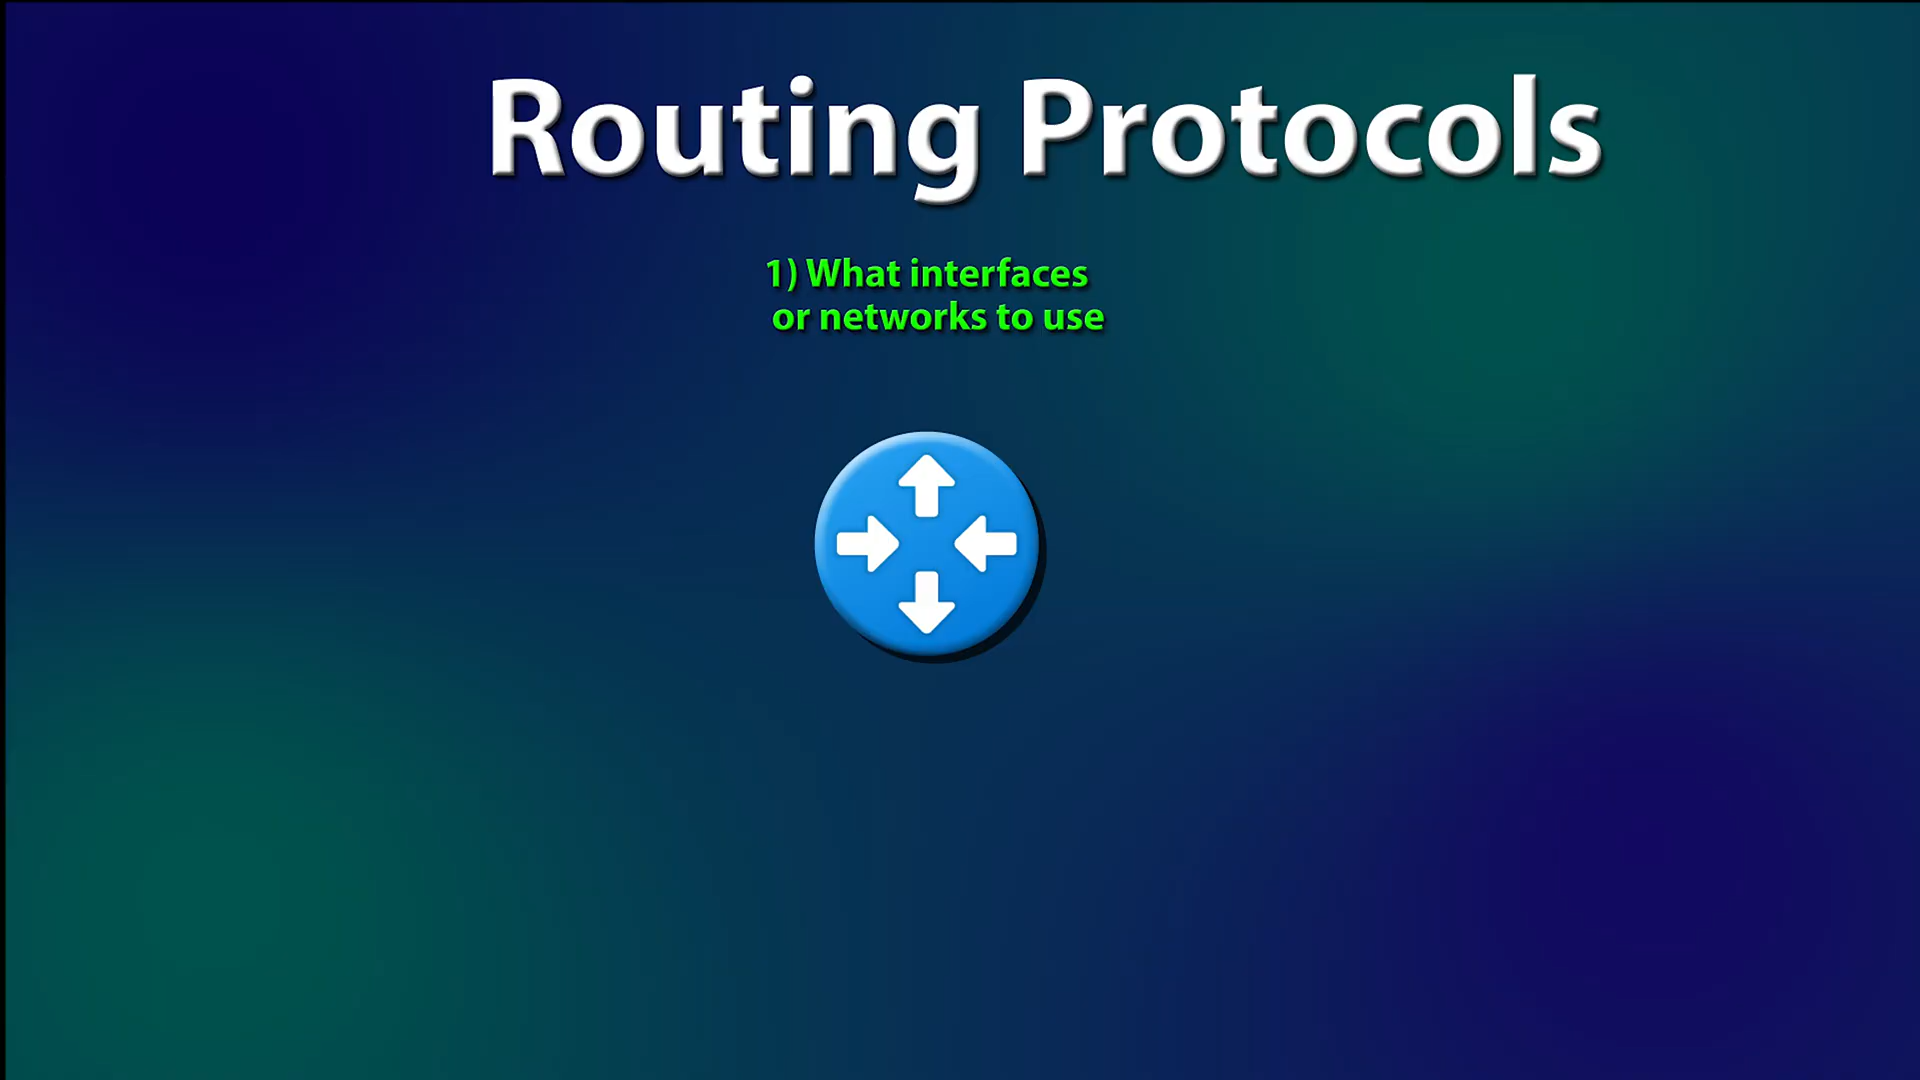 Routing Protocols
1) What interfaces
or networks to use